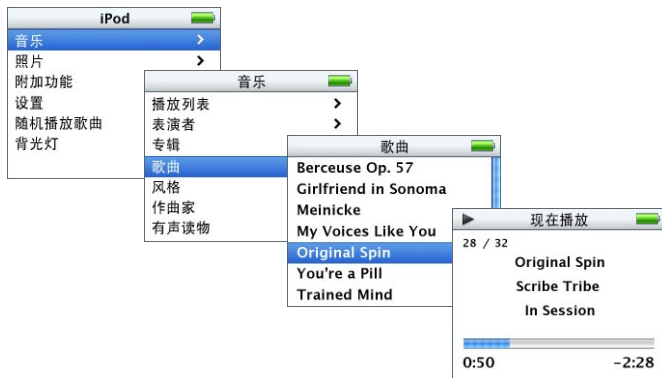 iPod
音乐
照片
附加功能
设置
随机播放歌曲
背光灯
音乐
播放列表
表演者
专辑
歌曲
风格
作曲家
有声读物
歌曲
Berceuse Op. 57
Girlfriend in Sonoma
Meinicke
My Voices Like You
Original Spin
You're a Pill
Trained Mind
现在播放
28 / 32
Original Spin
Scribe Tribe
In Session
0:50 -2:28